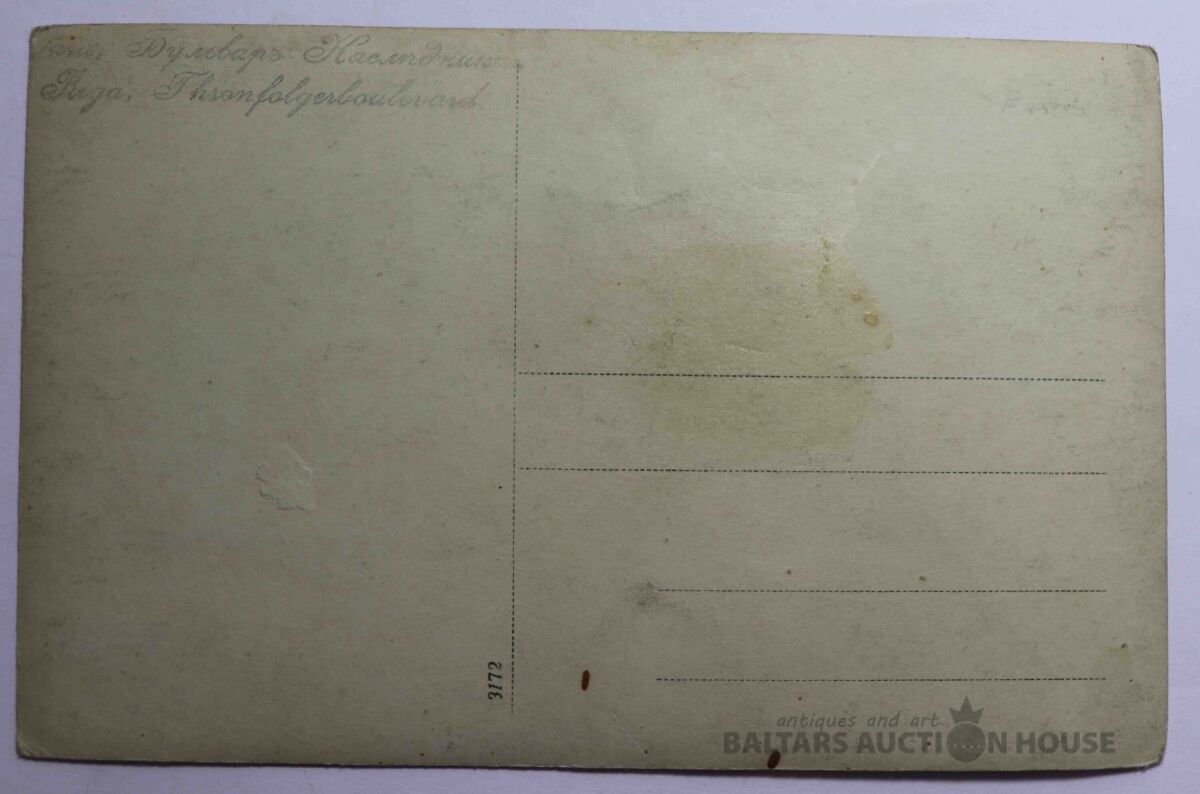 Бульваръ Наслѣдника
Riga, Thronfolgerboulevard.
3172
antiques and art
BALTARS AUCTION HOUSE